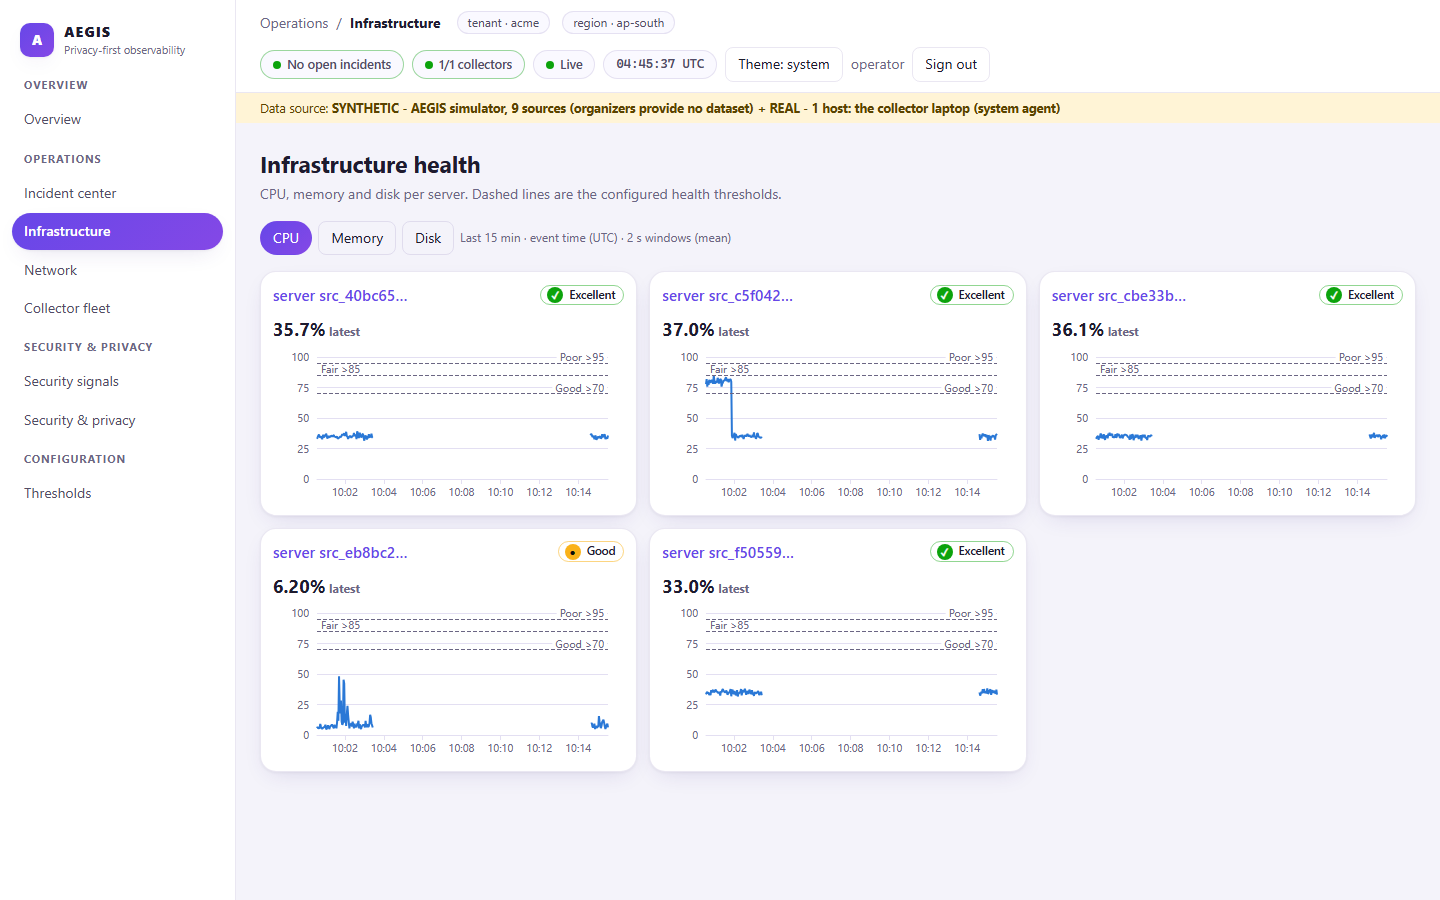 A
AEGIS
Privacy-first observability
OVERVIEW
Overview
OPERATIONS
Incident center
Infrastructure
Network
Collector fleet
SECURITY & PRIVACY
Security signals
Security & privacy
CONFIGURATION
Thresholds
Operations / Infrastructure tenant · acme region · ap-south
No open incidents 1/1 collectors Live 04:45:37 UTC Theme: system operator Sign out
Data source: SYNTHETIC - AEGIS simulator, 9 sources (organizers provide no dataset) + REAL - 1 host: the collector laptop (system agent)
Infrastructure health
CPU, memory and disk per server. Dashed lines are the configured health thresholds.
CPU Memory Disk Last 15 min · event time (UTC) · 2 s windows (mean)
server src_40bc65... Excellent
35.7% latest
100 Poor >95
Fair >85
75 Good >70
50
25
0
10:02 10:04 10:06 10:08 10:10 10:12 10:14
server src_c5f042... Excellent
37.0% latest
100 Poor >95
Fair >85
75 Good >70
50
25
0
10:02 10:04 10:06 10:08 10:10 10:12 10:14
server src_cbe33b... Excellent
36.1% latest
100 Poor >95
Fair >85
75 Good >70
50
25
0
10:02 10:04 10:06 10:08 10:10 10:12 10:14
server src_eb8bc2... Good
6.20% latest
100 Poor >95
Fair >85
75 Good >70
50
25
0
10:02 10:04 10:06 10:08 10:10 10:12 10:14
server src_f50559... Excellent
33.0% latest
100 Poor >95
Fair >85
75 Good >70
50
25
0
10:02 10:04 10:06 10:08 10:10 10:12 10:14